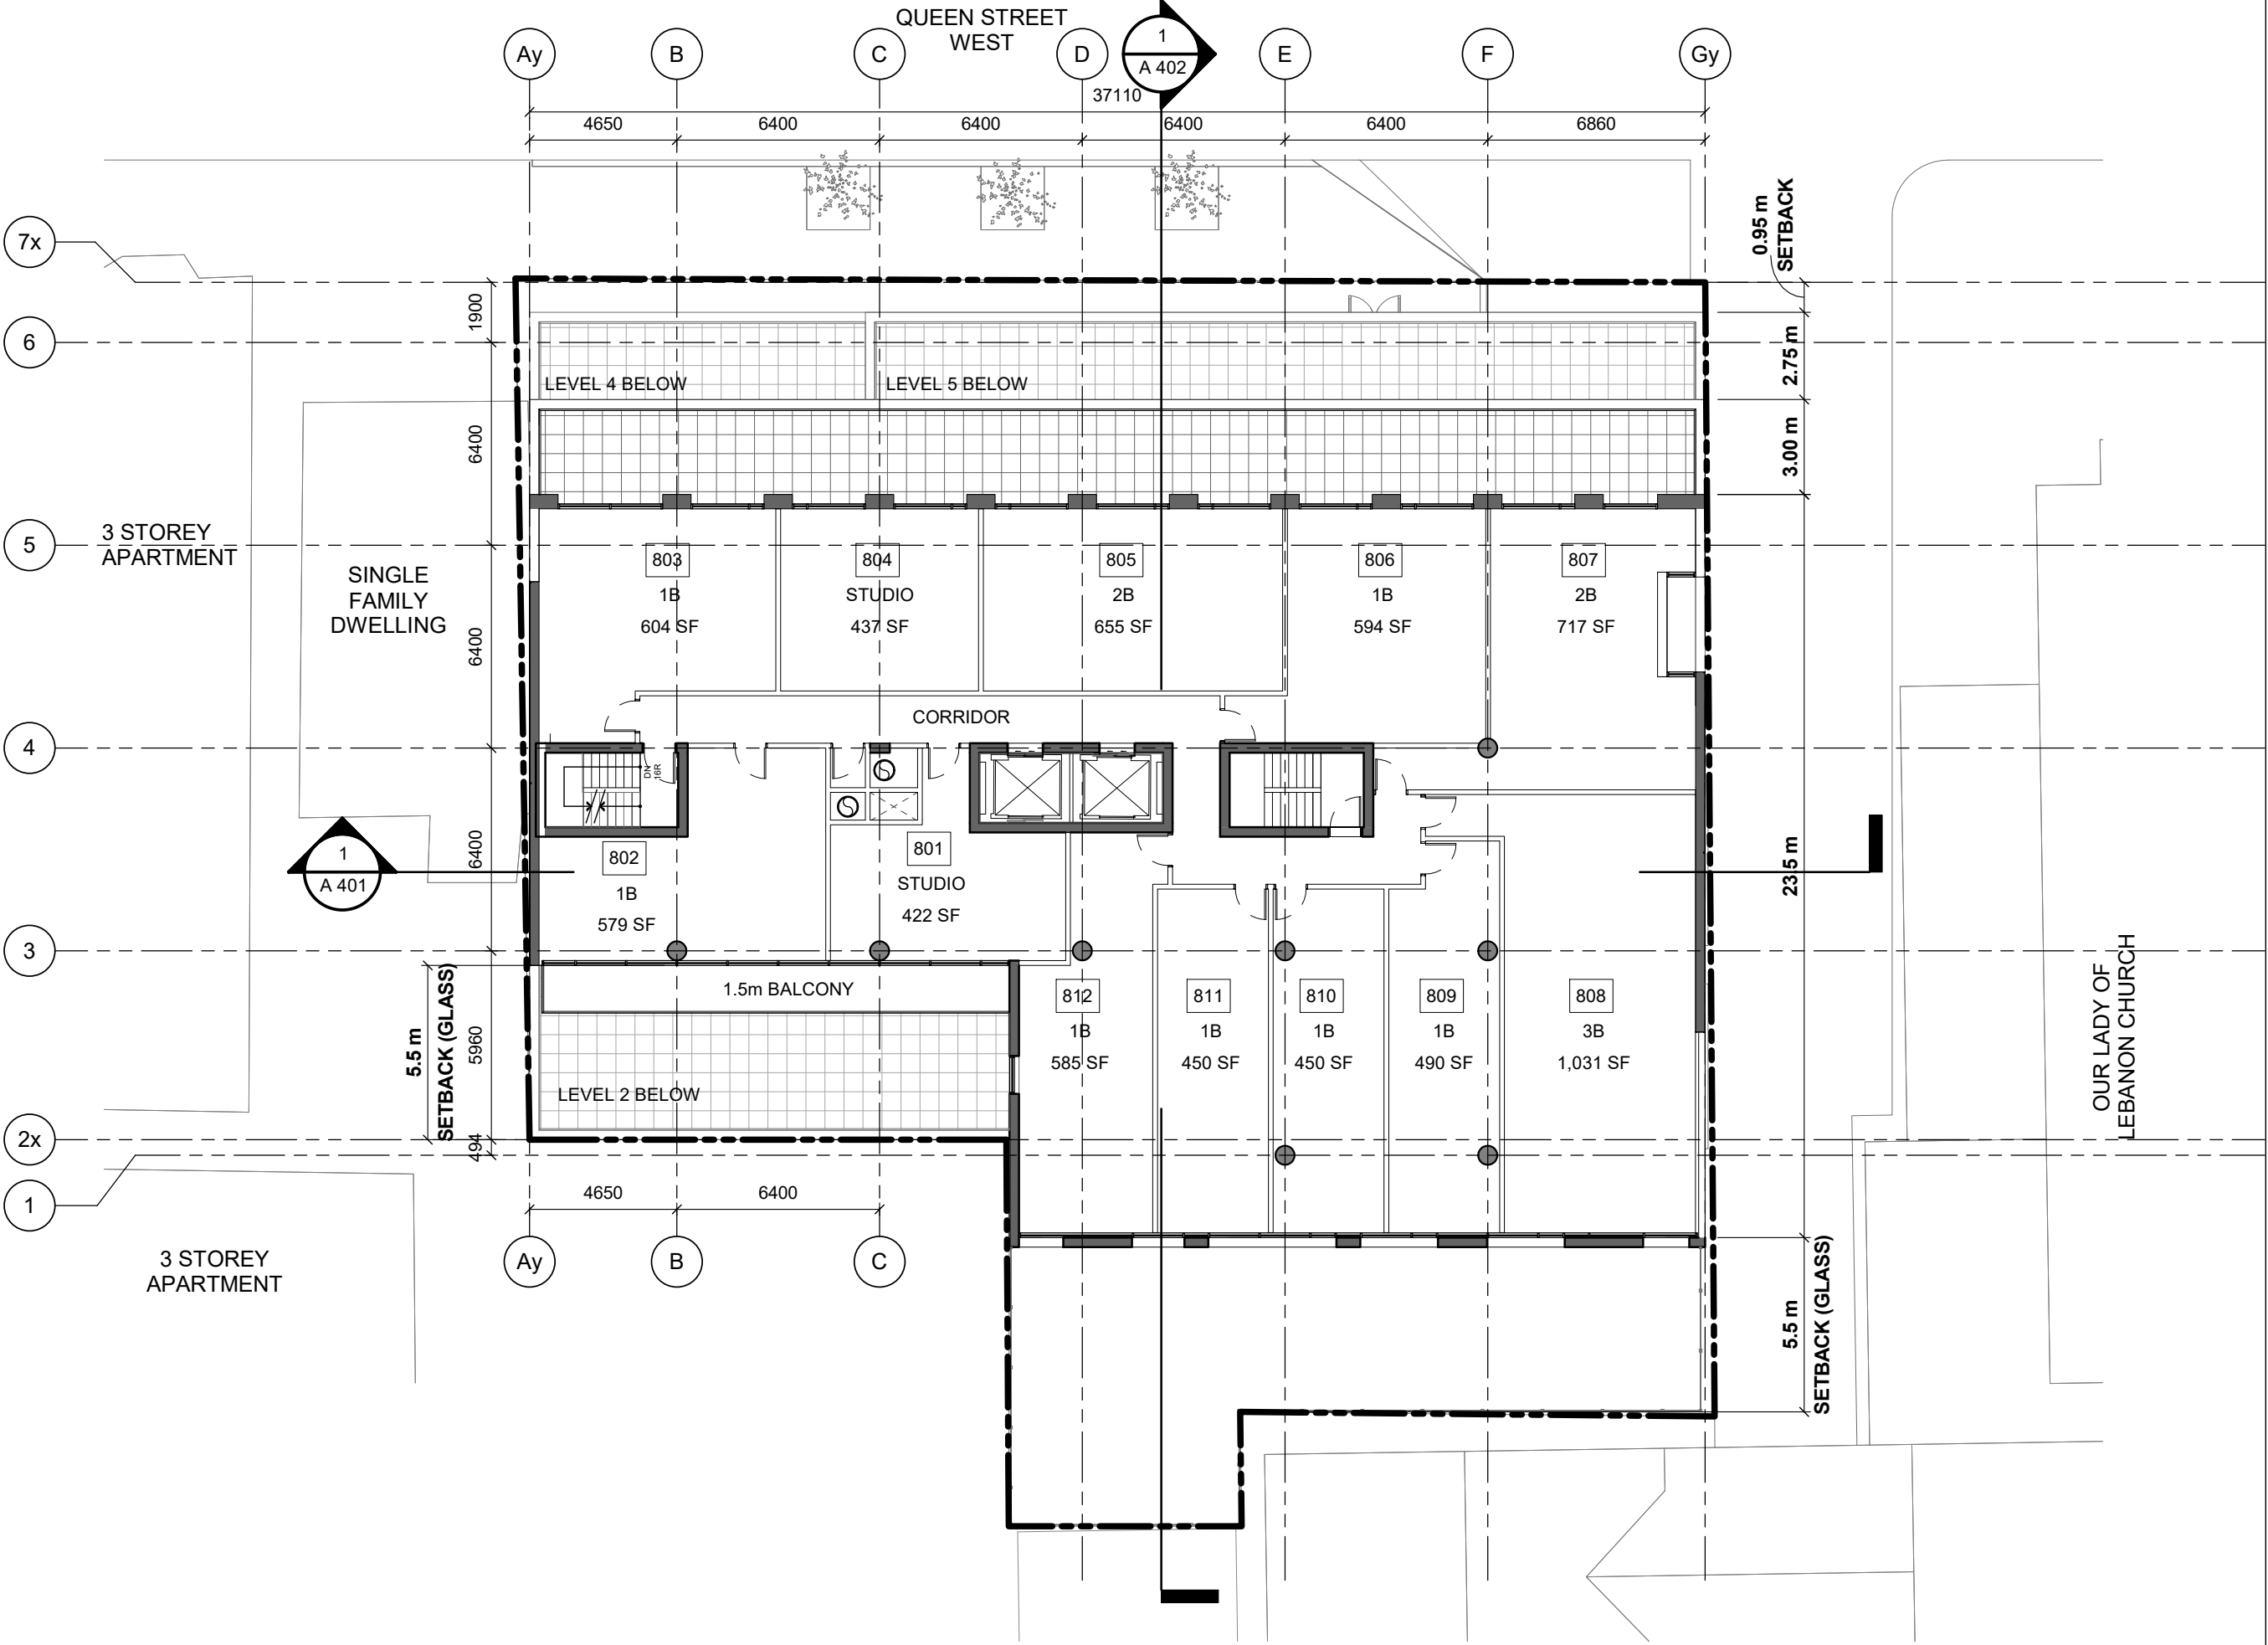 QUEEN STREET
WEST
Ay
B
C
D
1
A 402
E
F
Gy
37110
4650
6400
6400
6400
6400
6860
0.95 m
SETBACK
7x
1900
6
2.75 m
LEVEL 4 BELOW
LEVEL 5 BELOW
6400
3.00 m
5
3 STOREY
APARTMENT
SINGLE
FAMILY
DWELLING
803
1B
604 SF
804
STUDIO
437 SF
805
2B
655 SF
806
1B
594 SF
807
2B
717 SF
6400
CORRIDOR
4
DN
16R
6400
1
A 401
802
1B
579 SF
801
STUDIO
422 SF
23.5 m
3
1.5m BALCONY
812
1B
585 SF
811
1B
450 SF
810
1B
450 SF
809
1B
490 SF
808
3B
1,031 SF
OUR LADY OF
LEBANON CHURCH
5.5 m
SETBACK (GLASS)
5960
LEVEL 2 BELOW
2x
494
1
4650
6400
Ay
B
C
3 STOREY
APARTMENT
5.5 m
SETBACK (GLASS)